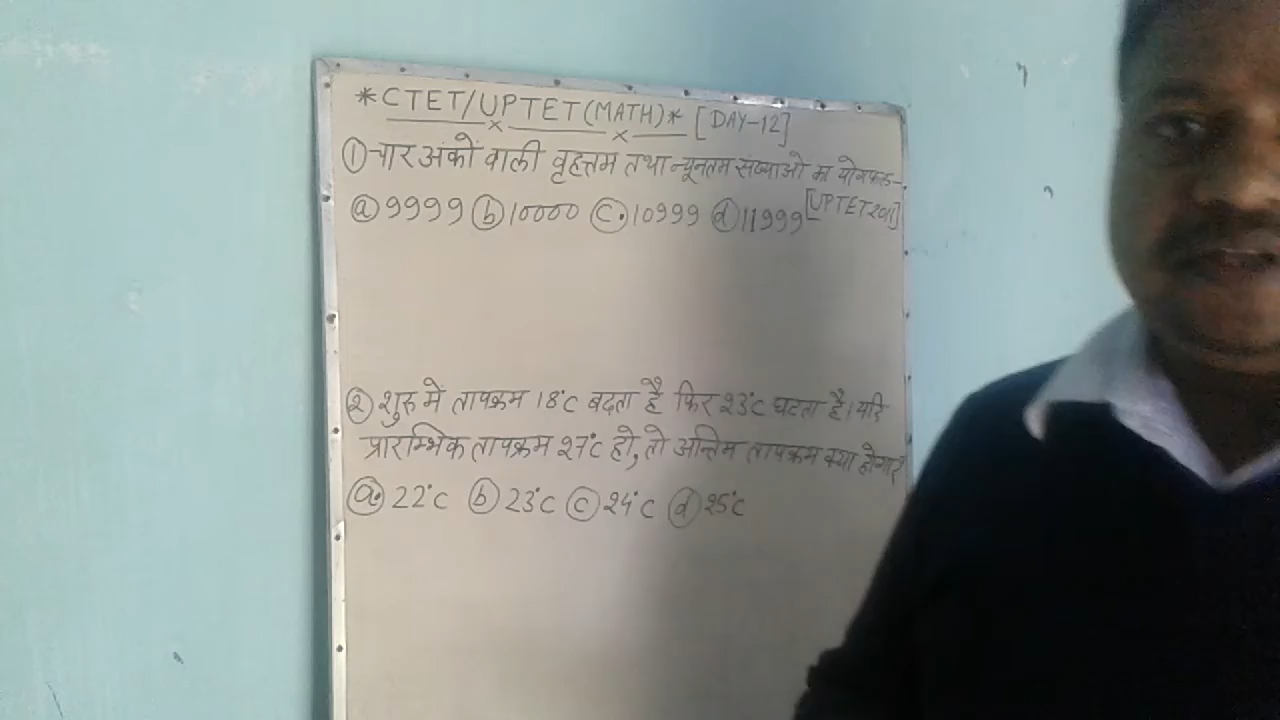 *CTET/UPTET(MATH)* [DAY-12]
① चार अंकों वाली वृहत्तम तथा न्यूनतम संख्याओं का योगफल-
ⓐ 9999 ⓑ 10000 ⓒ 10999 ⓓ 11999 [UPTET 2011]
② शुरु में तापक्रम 18°C बढ़ता है फिर 23°C घटता है। यदि
प्रारम्भिक तापक्रम 27°C हो, तो अन्तिम तापक्रम क्या होगा?
ⓐ 22°C ⓑ 23°C ⓒ 24°C ⓓ 25°C